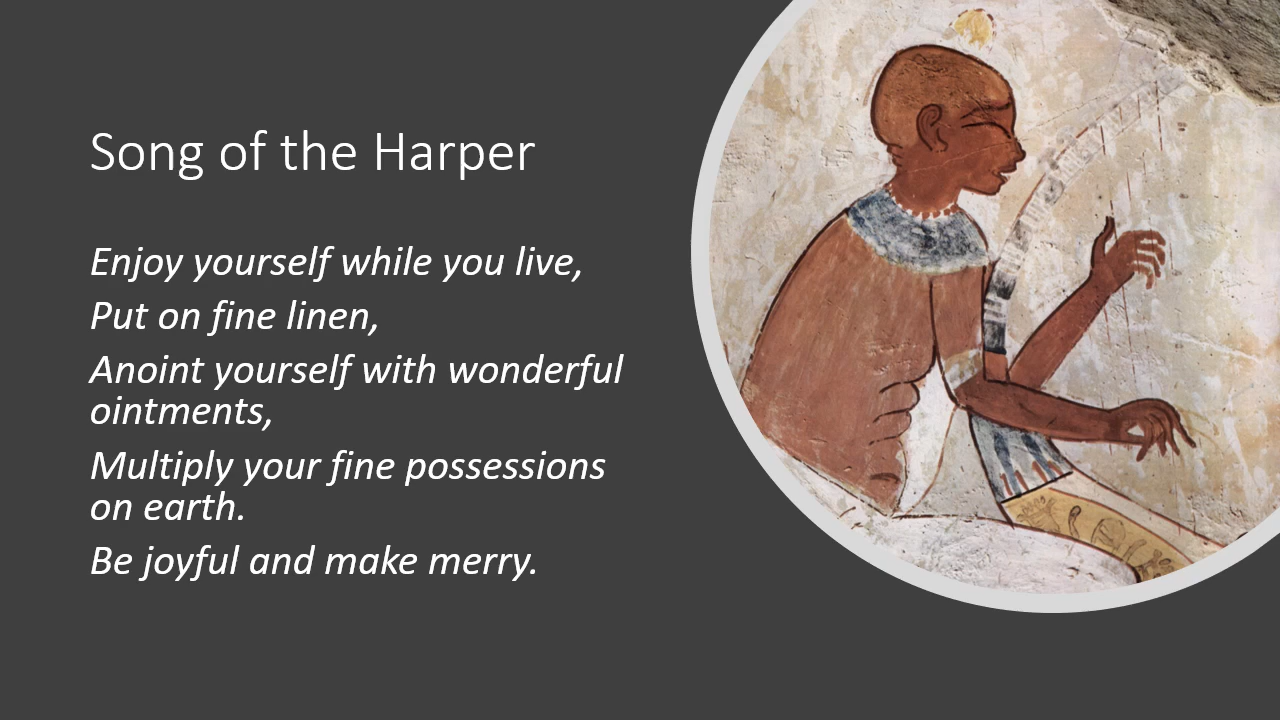 Song of the Harper
Enjoy yourself while you live,
Put on fine linen,
Anoint yourself with wonderful
ointments,
Multiply your fine possessions
on earth.
Be joyful and make merry.